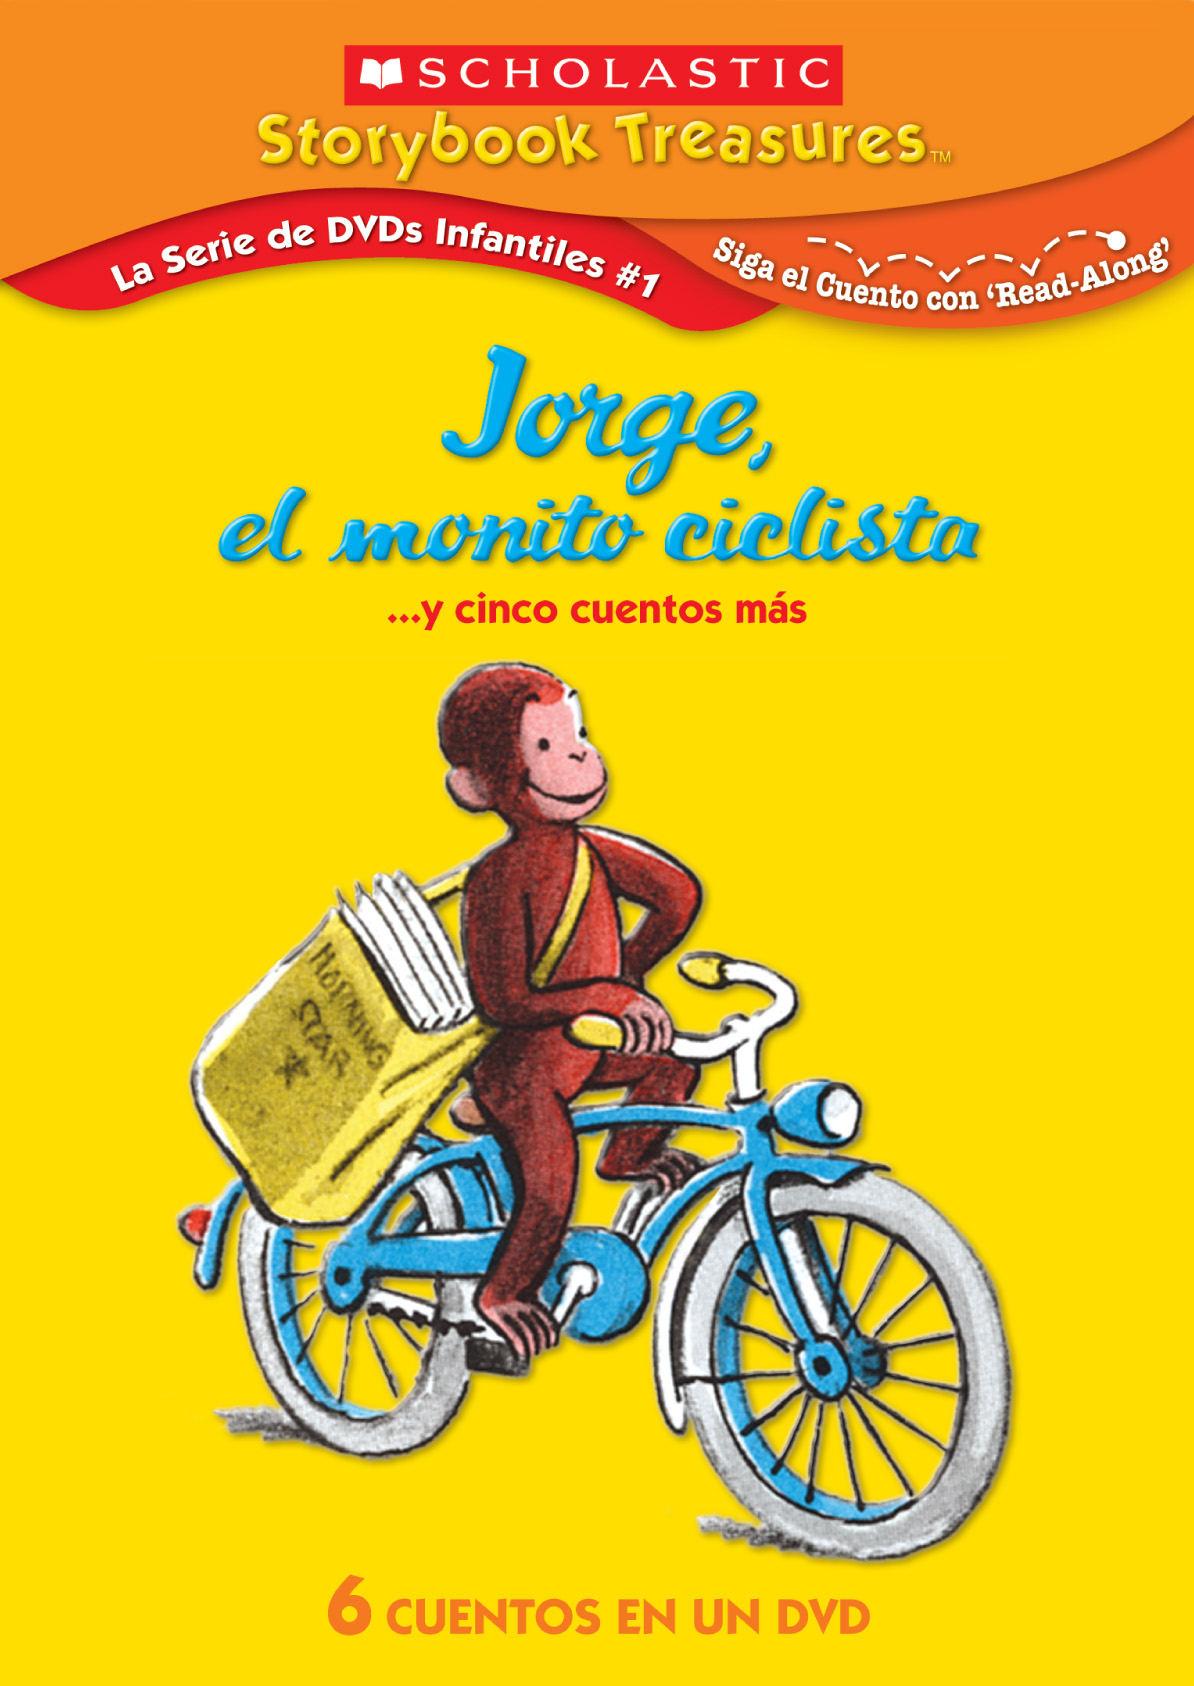 SCHOLASTIC
Storybook Treasures™
La Serie de DVDs Infantiles #1
Siga el Cuento con ‘Read-Along’
Jorge,
el monito ciclista
...y cinco cuentos más
MORNING
STAR
6 CUENTOS EN UN DVD